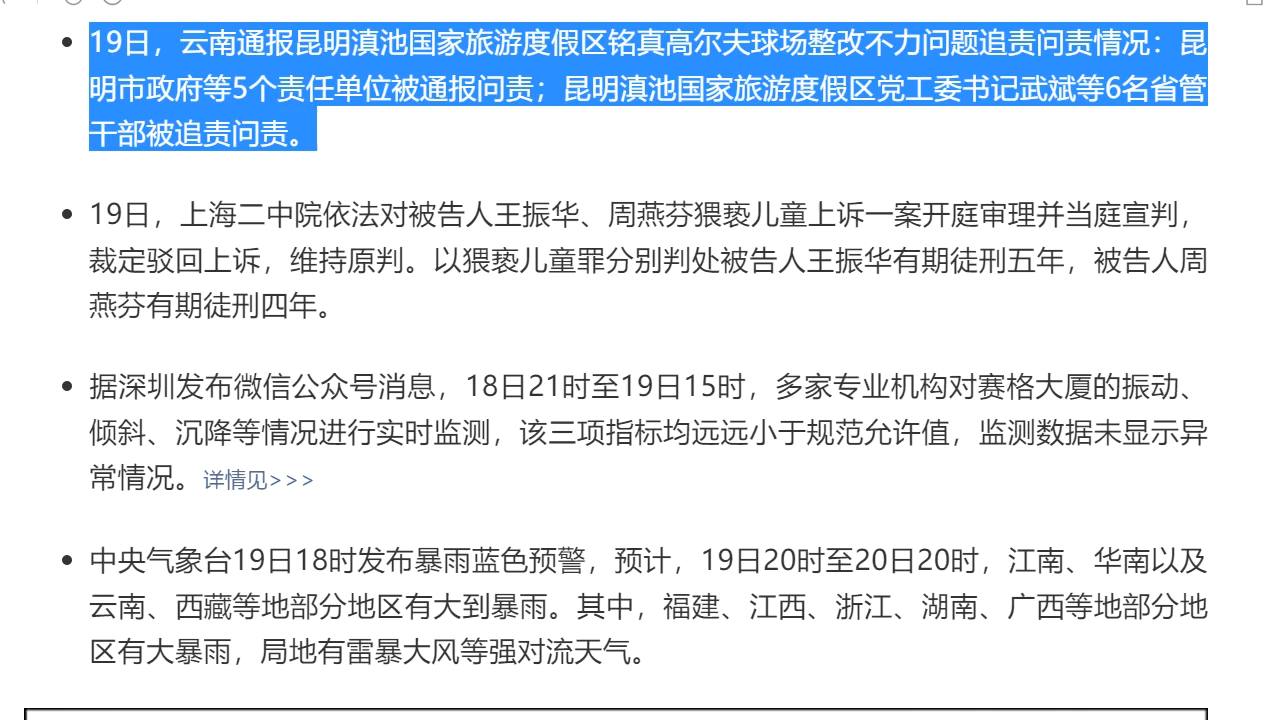 19日，云南通报昆明滇池国家旅游度假区铭真高尔夫球场整改不力问题追责问责情况：昆
明市政府等5个责任单位被通报问责；昆明滇池国家旅游度假区党工委书记武斌等6名省管
干部被追责问责。
19日，上海二中院依法对被告人王振华、周燕芬猥亵儿童上诉一案开庭审理并当庭宣判，
裁定驳回上诉，维持原判。以猥亵儿童罪分别判处被告人王振华有期徒刑五年，被告人周
燕芬有期徒刑四年。
据深圳发布微信公众号消息，18日21时至19日15时，多家专业机构对赛格大厦的振动、
倾斜、沉降等情况进行实时监测，该三项指标均远远小于规范允许值，监测数据未显示异
常情况。详情见>>>
中央气象台19日18时发布暴雨蓝色预警，预计，19日20时至20日20时，江南、华南以及
云南、西藏等地部分地区有大到暴雨。其中，福建、江西、浙江、湖南、广西等地部分地
区有大暴雨，局地有雷暴大风等强对流天气。